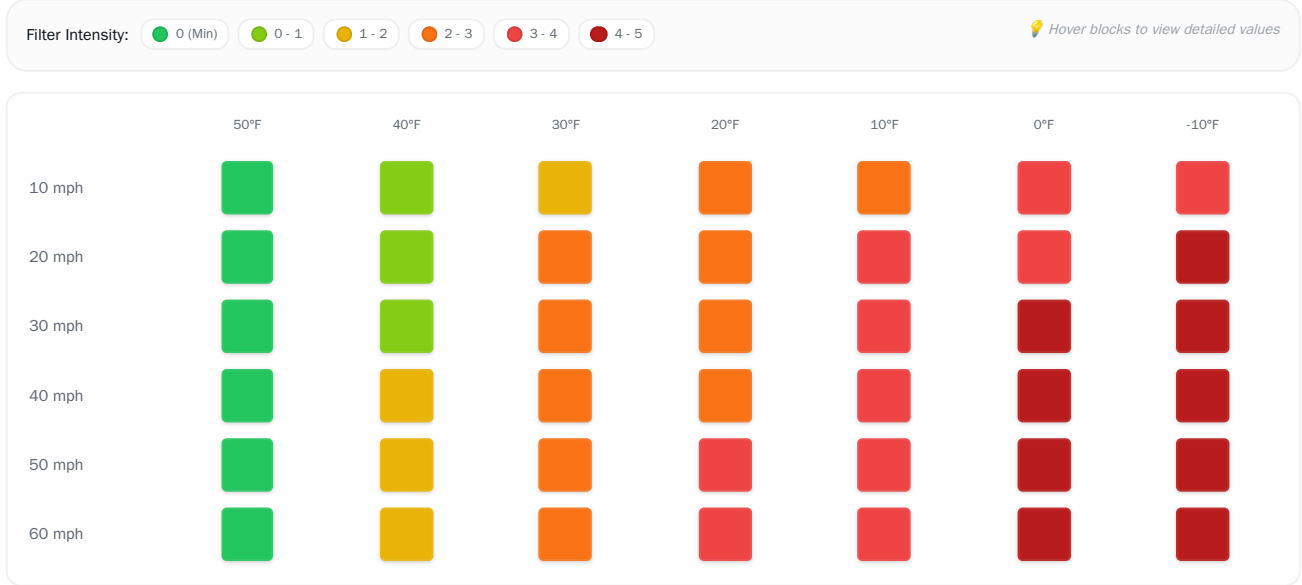 Filter Intensity: 0 (Min) 0 - 1 1 - 2 2 - 3 3 - 4 4 - 5 💡 Hover blocks to view detailed values
50°F 40°F 30°F 20°F 10°F 0°F -10°F
10 mph
20 mph
30 mph
40 mph
50 mph
60 mph